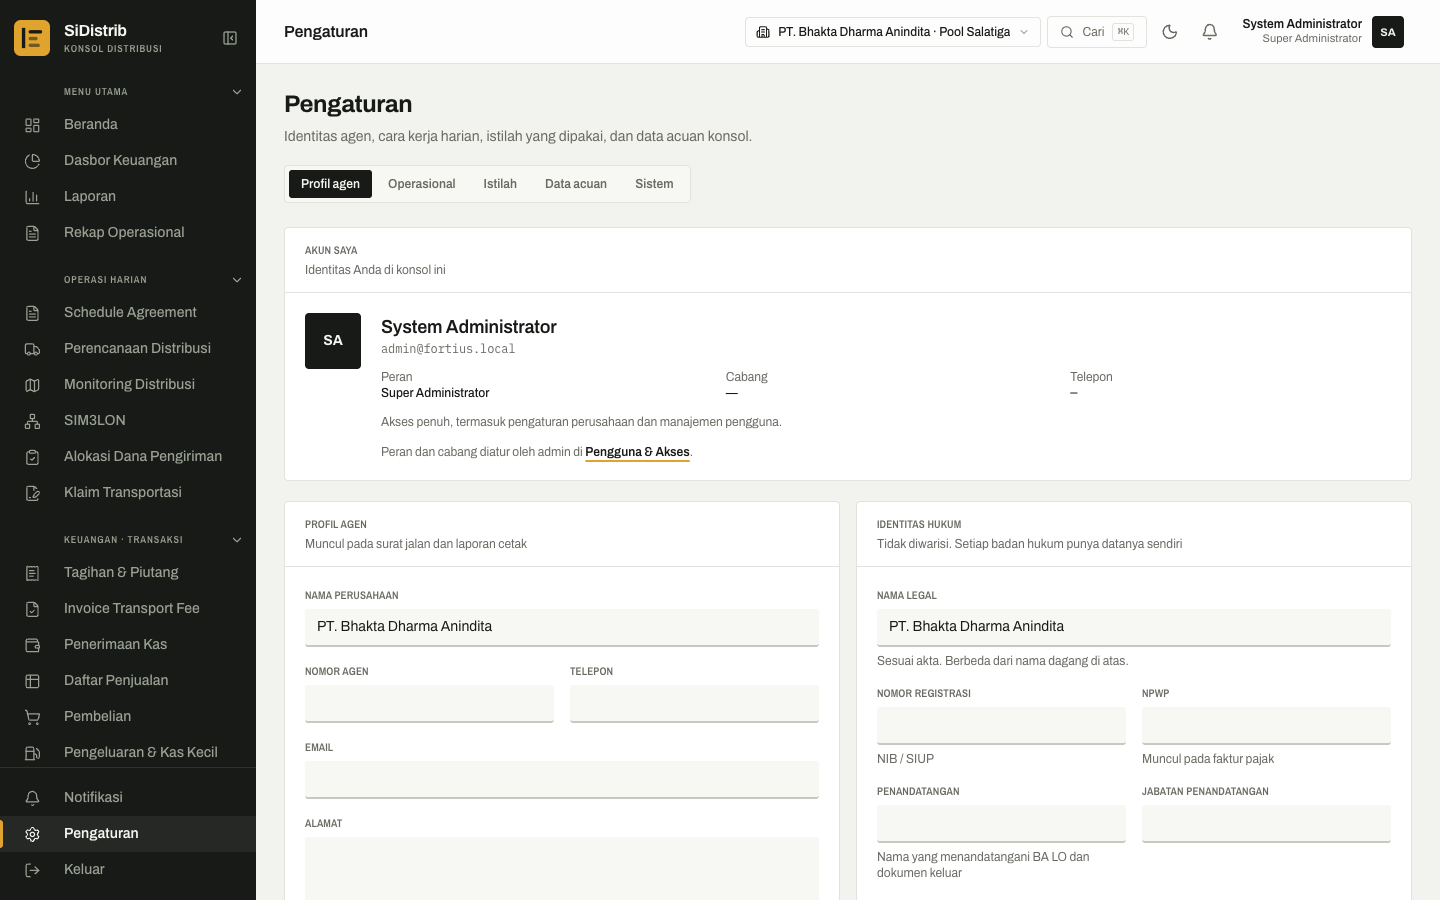 SiDistrib
KONSOL DISTRIBUSI
MENU UTAMA
Beranda
Dasbor Keuangan
Laporan
Rekap Operasional
OPERASI HARIAN
Schedule Agreement
Perencanaan Distribusi
Monitoring Distribusi
SIM3LON
Alokasi Dana Pengiriman
Klaim Transportasi
KEUANGAN · TRANSAKSI
Tagihan & Piutang
Invoice Transport Fee
Penerimaan Kas
Daftar Penjualan
Pembelian
Pengeluaran & Kas Kecil
Notifikasi
Pengaturan
Keluar
Pengaturan
PT. Bhakta Dharma Anindita · Pool Salatiga
Cari ⌘K
System Administrator
Super Administrator
SA
Pengaturan
Identitas agen, cara kerja harian, istilah yang dipakai, dan data acuan konsol.
Profil agen Operasional Istilah Data acuan Sistem
AKUN SAYA
Identitas Anda di konsol ini
SA
System Administrator
admin@fortius.local
Peran Cabang Telepon
Super Administrator — –
Akses penuh, termasuk pengaturan perusahaan dan manajemen pengguna.
Peran dan cabang diatur oleh admin di Pengguna & Akses.
PROFIL AGEN
Muncul pada surat jalan dan laporan cetak
NAMA PERUSAHAAN
PT. Bhakta Dharma Anindita
NOMOR AGEN TELEPON
EMAIL
ALAMAT
IDENTITAS HUKUM
Tidak diwarisi. Setiap badan hukum punya datanya sendiri
NAMA LEGAL
PT. Bhakta Dharma Anindita
Sesuai akta. Berbeda dari nama dagang di atas.
NOMOR REGISTRASI NPWP
NIB / SIUP Muncul pada faktur pajak
PENANDATANGAN JABATAN PENANDATANGAN
Nama yang menandatangani BA LO dan
dokumen keluar